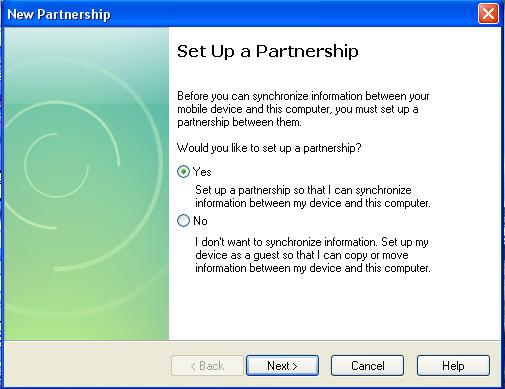 New Partnership
Set Up a Partnership
Before you can synchronize information between your
mobile device and this computer, you must set up a
partnership between them.
Would you like to set up a partnership?
Yes
Set up a partnership so that I can synchronize
information between my device and this computer.
No
I don't want to synchronize information. Set up my
device as a guest so that I can copy or move
information between my device and this computer.
< Back Next > Cancel Help